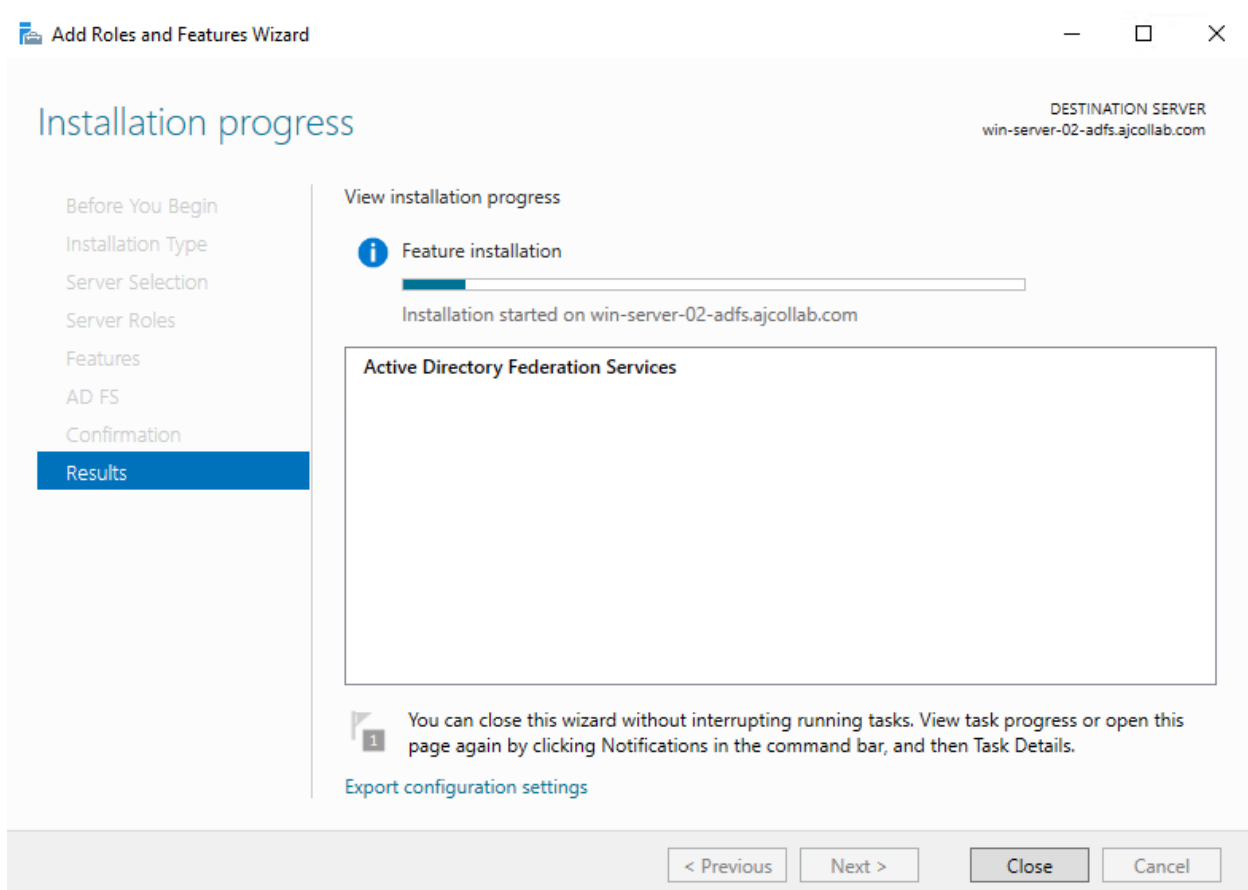 Add Roles and Features Wizard
Installation progress
DESTINATION SERVER
win-server-02-adfs.ajcollab.com
Before You Begin
Installation Type
Server Selection
Server Roles
Features
AD FS
Confirmation
Results
View installation progress
Feature installation
Installation started on win-server-02-adfs.ajcollab.com
Active Directory Federation Services
1
You can close this wizard without interrupting running tasks. View task progress or open this
page again by clicking Notifications in the command bar, and then Task Details.
Export configuration settings
< Previous
Next >
Close
Cancel